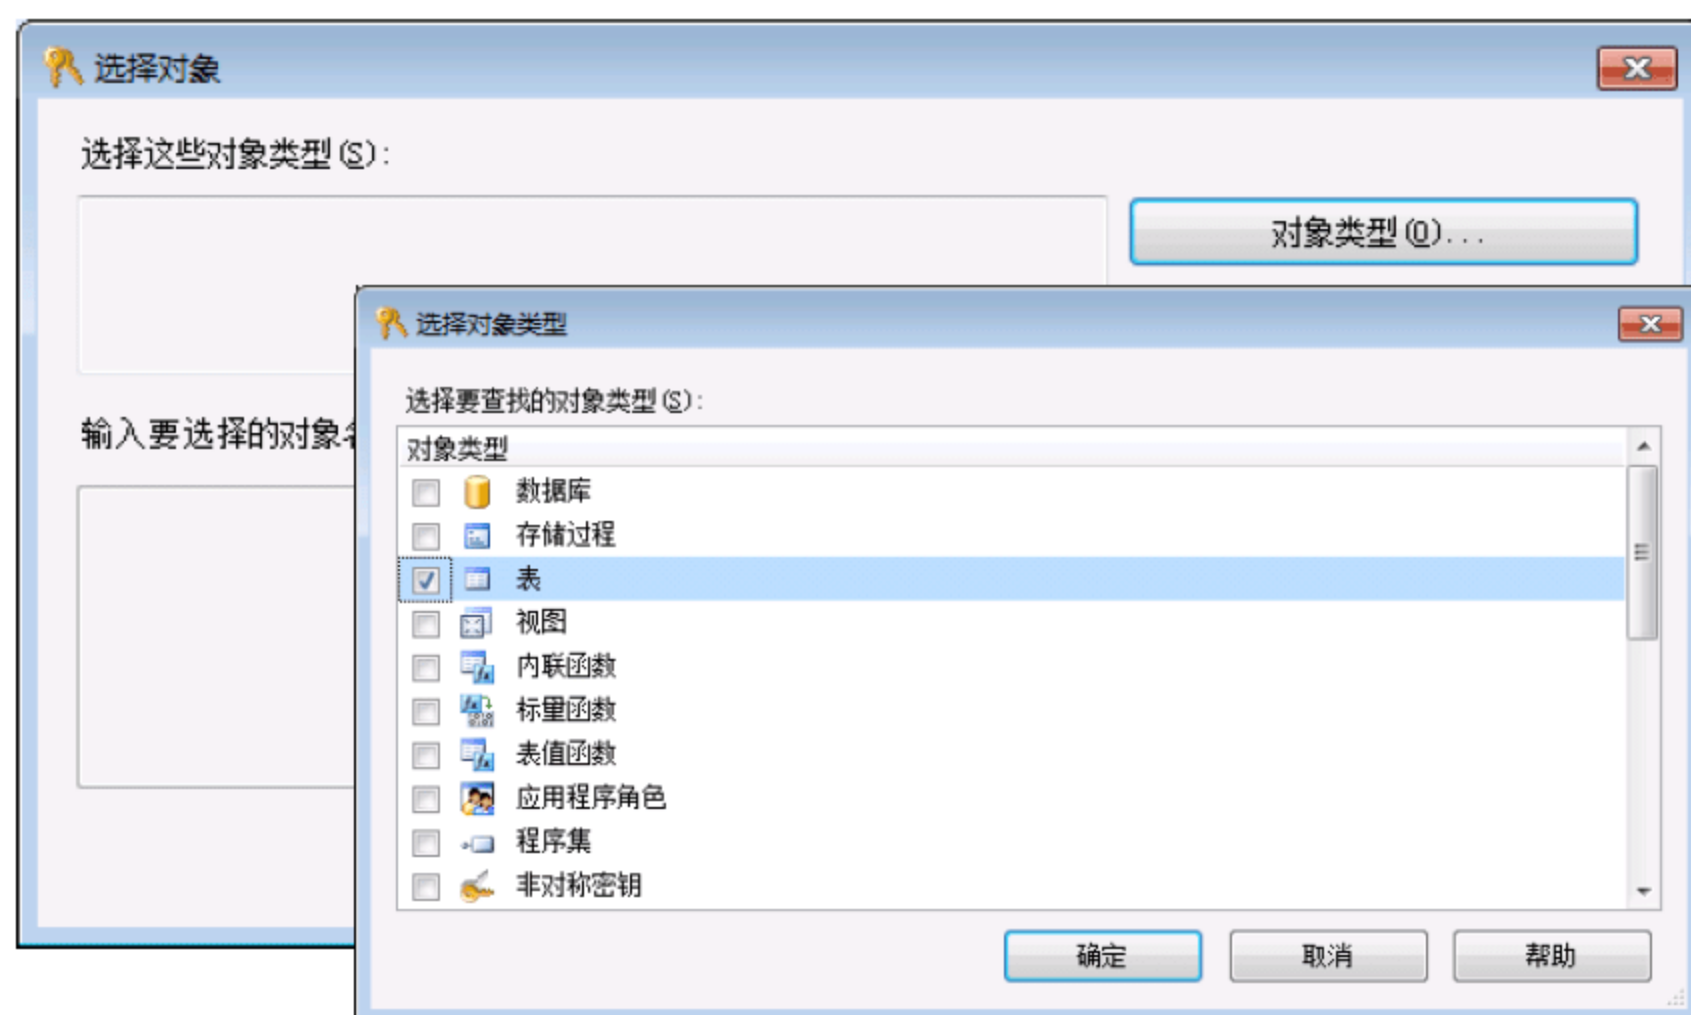 选择对象
选择这些对象类型(S):
对象类型(O)...
选择对象类型
选择要查找的对象类型(S):
输入要选择的对象
对象类型
数据库
存储过程
表
视图
内联函数
标量函数
表值函数
应用程序角色
程序集
非对称密钥
确定
取消
帮助